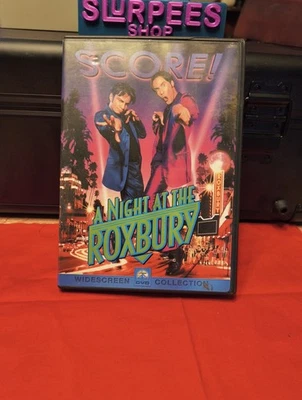 SLURPEES
SHOP
SCORE!
A NIGHT AT THE
ROXBURY
WIDESCREEN COLLECTION